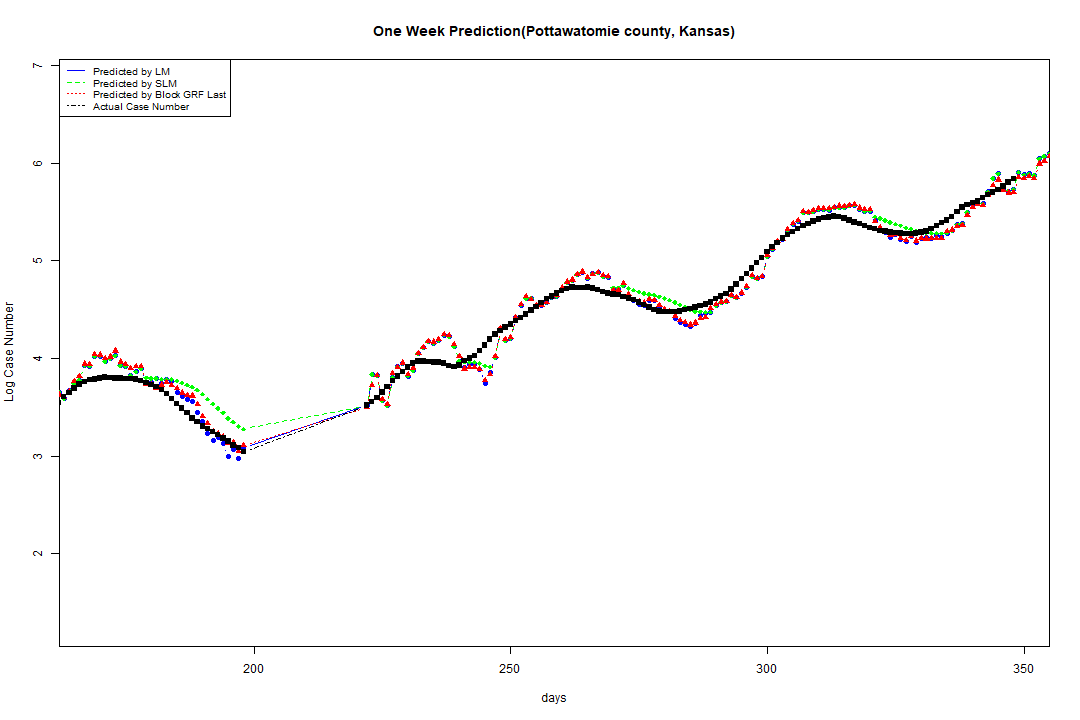 One Week Prediction(Pottawatomie county, Kansas)
Predicted by LM
Predicted by SLM
Predicted by Block GRF Last
Actual Case Number
7
6
5
4
3
2
Log Case Number
200
250
300
350
days